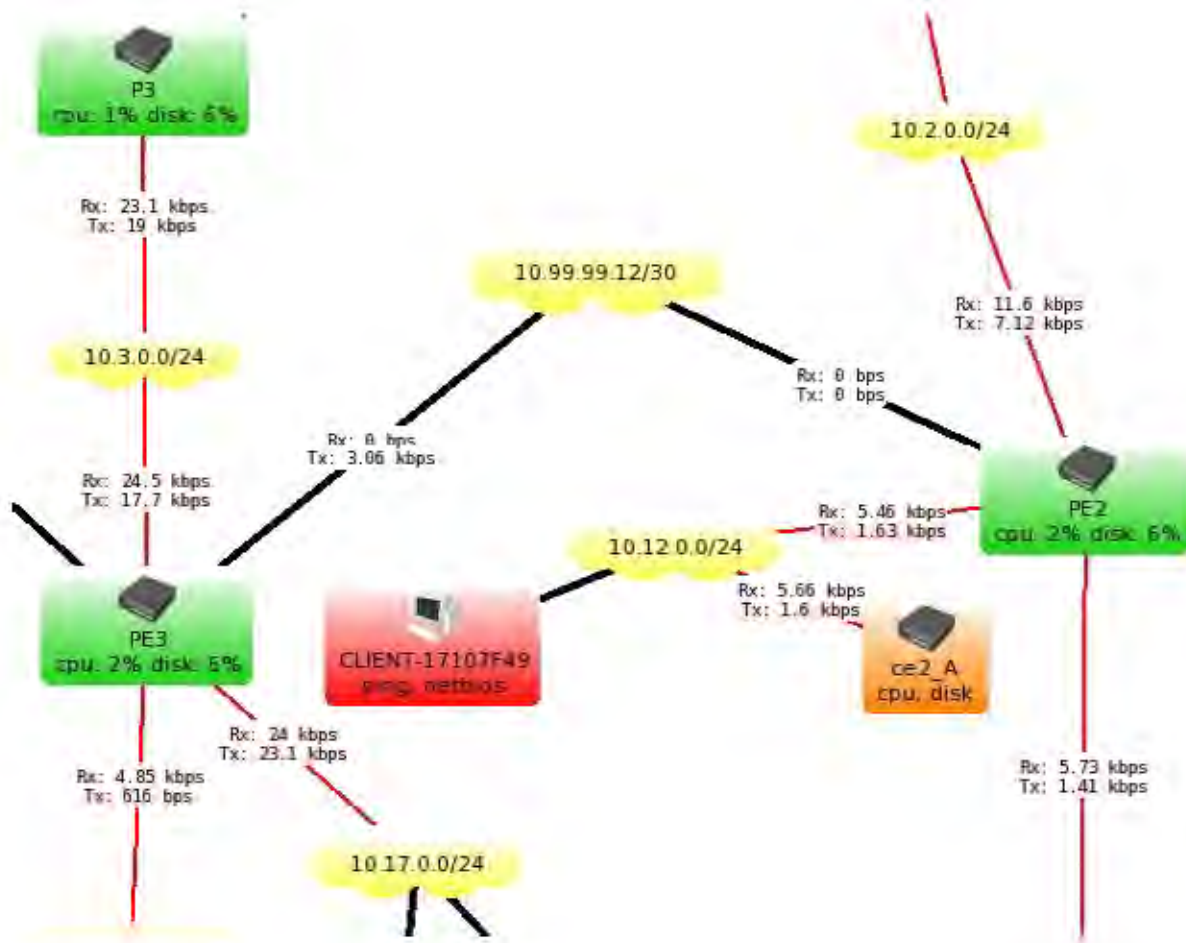 P3
cpu: 1% disk: 6%
10.2.0.0/24
Rx: 23.1 kbps
Tx: 19 kbps
10.99.99.12/30
Rx: 11.6 kbps
Tx: 7.12 kbps
10.3.0.0/24
Rx: 0 bps
Tx: 0 bps
Rx: 0 bps
Tx: 3.06 kbps
Rx: 24.5 kbps
Tx: 17.7 kbps
PE2
cpu: 2% disk: 6%
Rx: 5.46 kbps
Tx: 1.63 kbps
10.12.0.0/24
Rx: 5.66 kbps
Tx: 1.6 kbps
PE3
cpu: 2% disk: 6%
CLIENT-17107F49
ping, netbios
ce2_A
cpu, disk
Rx: 24 kbps
Tx: 23.1 kbps
Rx: 4.85 kbps
Tx: 616 bps
Rx: 5.73 kbps
Tx: 1.41 kbps
10.17.0.0/24